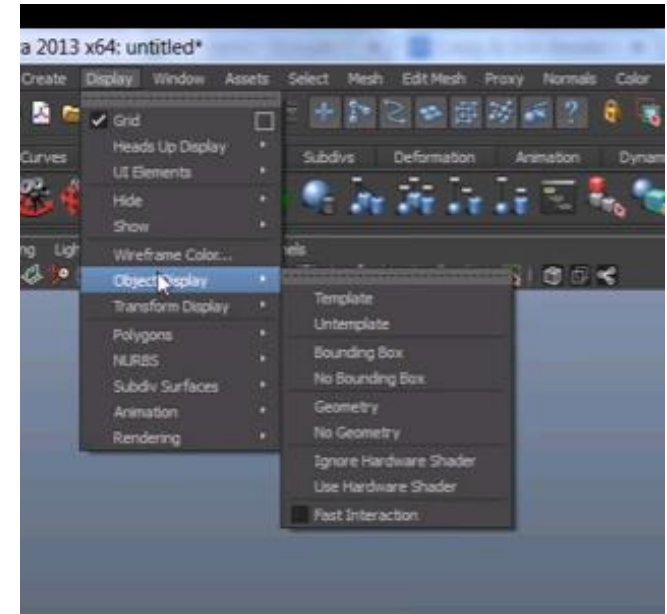 a 2013 x64: untitled*
Create Display Window Assets Select Mesh Edit Mesh Proxy Normals Color
Grid
Heads Up Display
UI Elements
Hide
Show
Wireframe Color...
Object Display
Transform Display
Polygons
NURBS
Subdiv Surfaces
Animation
Rendering
Curves Subdivs Deformation Animation Dynam
ng Ligh nels
Template
Untemplate
Bounding Box
No Bounding Box
Geometry
No Geometry
Ignore Hardware Shader
Use Hardware Shader
Fast Interaction